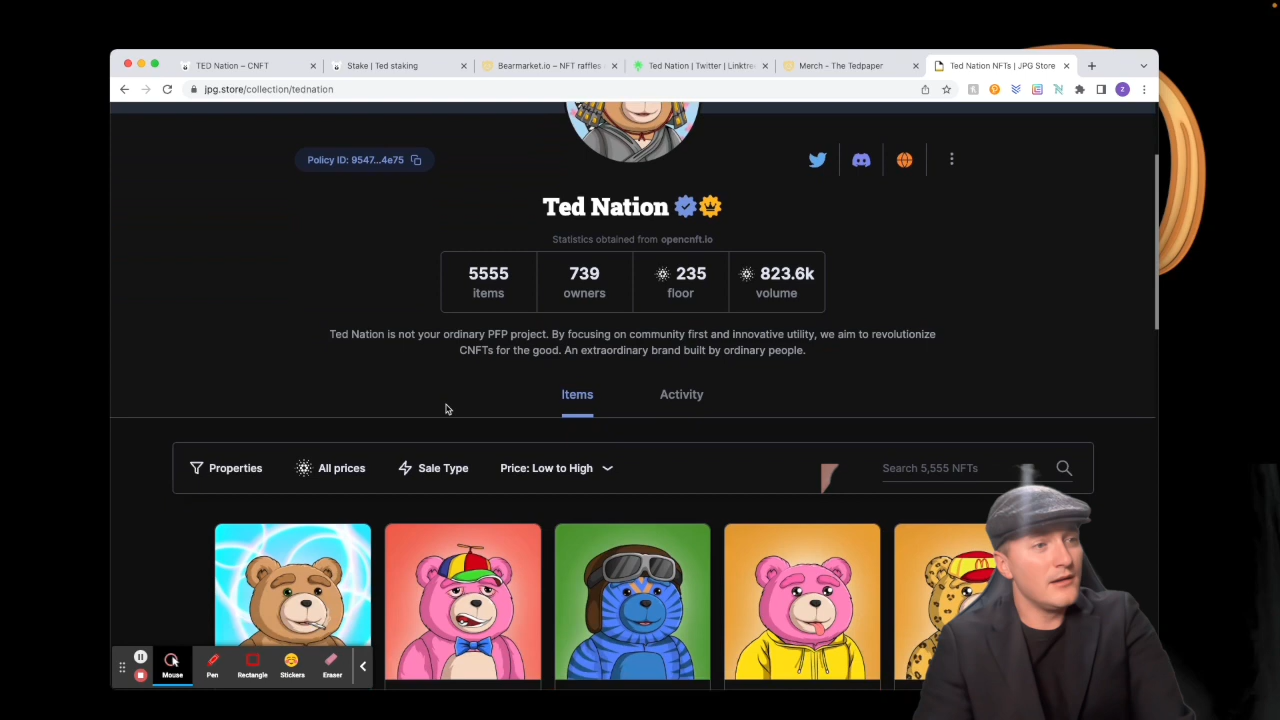 TED Nation – CNFT
Stake | Ted staking
Bearmarket.io – NFT raffles
Ted Nation | Twitter | Linktre
Merch – The Tedpaper
Ted Nation NFTs | JPG Store
jpg.store/collection/tednation
z
Policy ID: 9547...4e75
Ted Nation
Statistics obtained from opencnft.io
5555 739 235 823.6k
items owners floor volume
Ted Nation is not your ordinary PFP project. By focusing on community first and innovative utility, we aim to revolutionize
CNFTs for the good. An extraordinary brand built by ordinary people.
Items Activity
Properties All prices Sale Type Price: Low to High Search 5,555 NFTs
Mouse Pen Rectangle Stickers Eraser